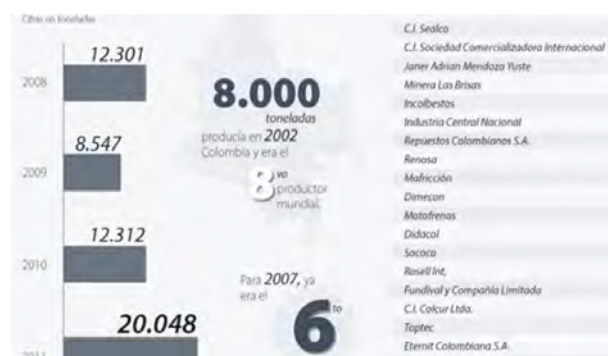 Cifras en toneladas
12.301
2008
8.547
2009
12.312
2010
20.048
2011
8.000
toneladas
producía en 2002
Colombia y era el
8vo
productor
mundial.
Para 2007, ya
era el
6to
C.I. Sealco
C.I. Sociedad Comercializadora Internacional
Janer Adrian Mendoza Yuste
Minera Las Brisas
Incolbestos
Industria Central Nacional
Repuestos Colombianos S.A.
Renosa
Mafricción
Dimecon
Motofrenos
Didacol
Sococo
Rosell Int,
Fundival y Compañía Limitada
C.I. Colcur Ltda.
Toptec
Eternit Colombiana S.A.